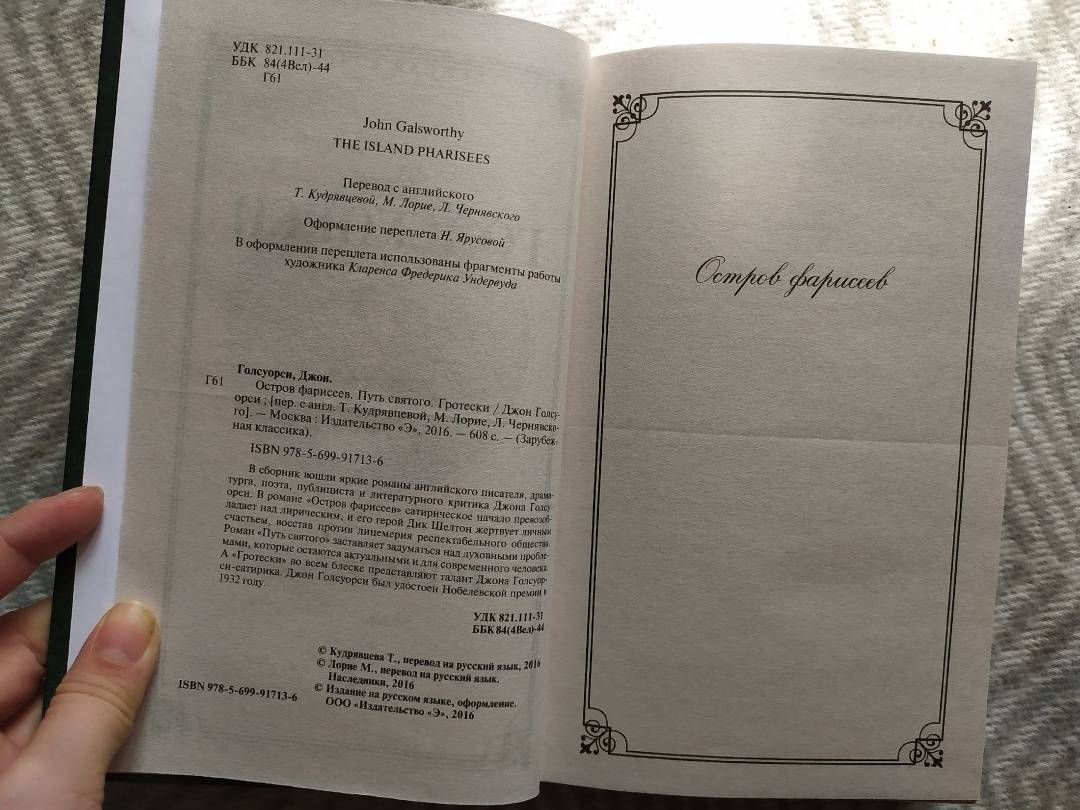 УДК 821.111-31
ББК 84(4Вел)-44
Г61
John Galsworthy
THE ISLAND PHARISEES
Перевод с английского
Т. Кудрявцевой, М. Лорие, Л. Чернявского
Оформление переплета Н. Ярусовой
В оформлении переплета использованы фрагменты работы
художника Кларенса Фредерика Ундервуда
Голсуорси, Джон.
Г61 Остров фарисеев. Путь святого. Гротески / Джон Голсу-
орси ; [пер. с англ. Т. Кудрявцевой, М. Лорие, Л. Чернявско-
го]. — Москва : Издательство «Э», 2016. — 608 с. — (Зарубеж-
ная классика).
ISBN 978-5-699-91713-6
В сборник вошли яркие романы английского писателя, драма-
турга, поэта, публициста и литературного критика Джона Голсу-
орси. В романе «Остров фарисеев» сатирическое начало превозоб-
ладает над лирическим, и его герой Дик Шелтон жертвует личным
счастьем, восстав против лицемерия респектабельного общества.
Роман «Путь святого» заставляет задуматься над духовными пробле-
мами, которые остаются актуальными и для современного человека.
А «Гротески» во всем блеске представляют талант Джона Голсуор-
си-сатирика. Джон Голсуорси был удостоен Нобелевской премии в
1932 году.
УДК 821.111-31
ББК 84(4Вел)-44
© Кудрявцева Т., перевод на русский язык, 2016
© Лорие М., перевод на русский язык.
Наследники, 2016
© Издание на русском языке, оформление.
ООО «Издательство «Э», 2016
ISBN 978-5-699-91713-6
Остров фарисеев